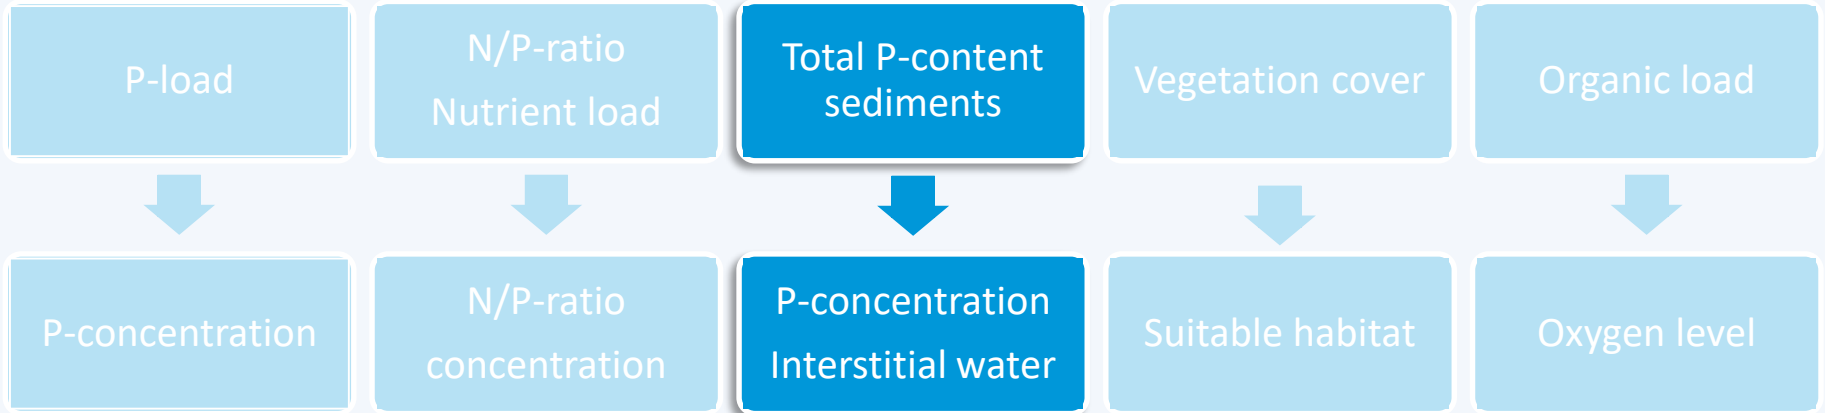 P-load
N/P-ratio
Nutrient load
Total P-content
sediments
Vegetation cover
Organic load
P-concentration
N/P-ratio
concentration
P-concentration
Interstitial water
Suitable habitat
Oxygen level